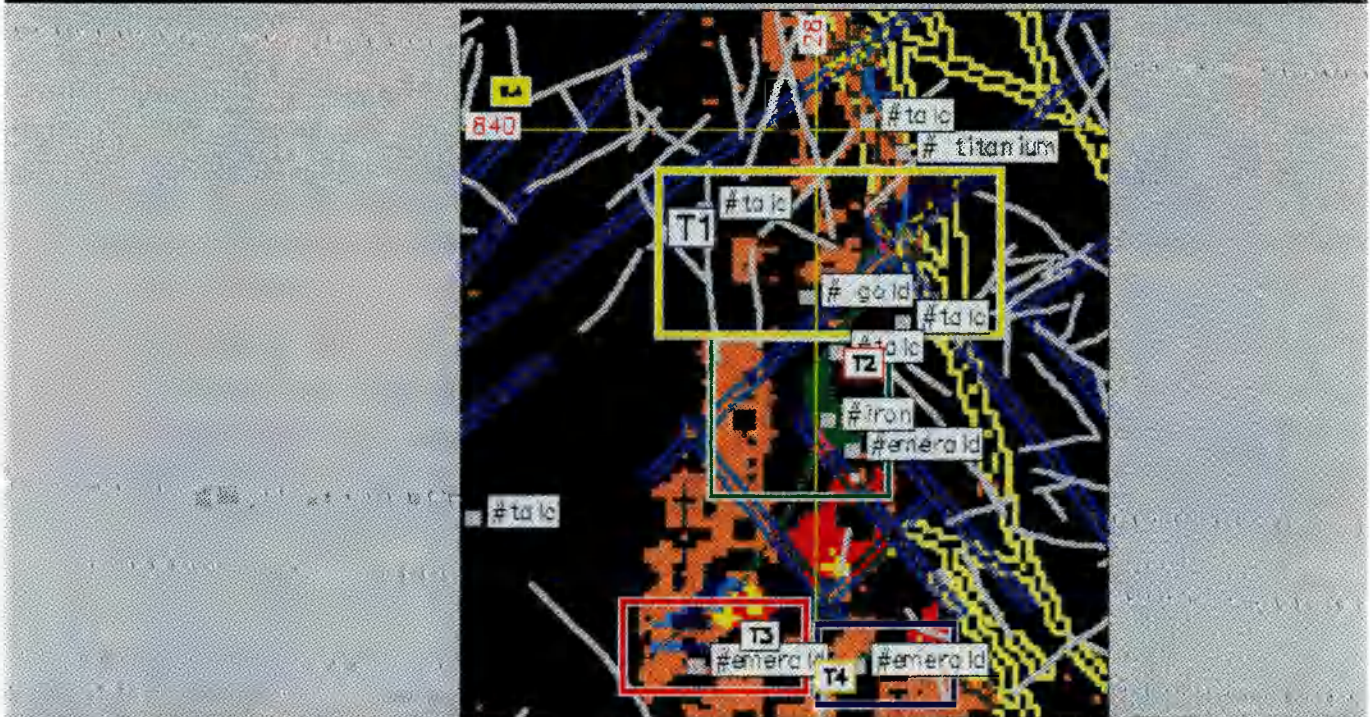 28
840
#talc
# titanium
#talc
T1
# gold
#talc
#talc
T2
#iron
#emerald
#talc
T3
#emerald
#emerald
T4